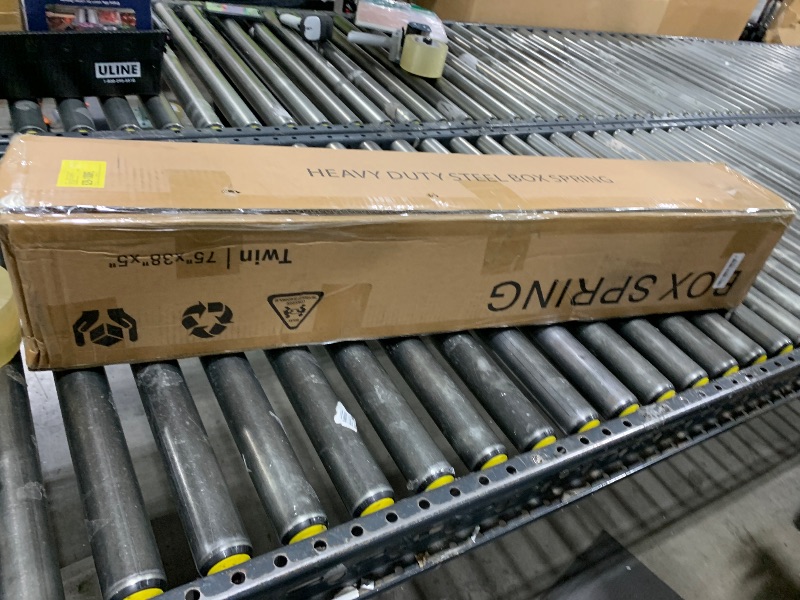 ULINE
HEAVY DUTY STEEL BOX SPRING
Twin | 75"x38"x5"
BOX SPRING